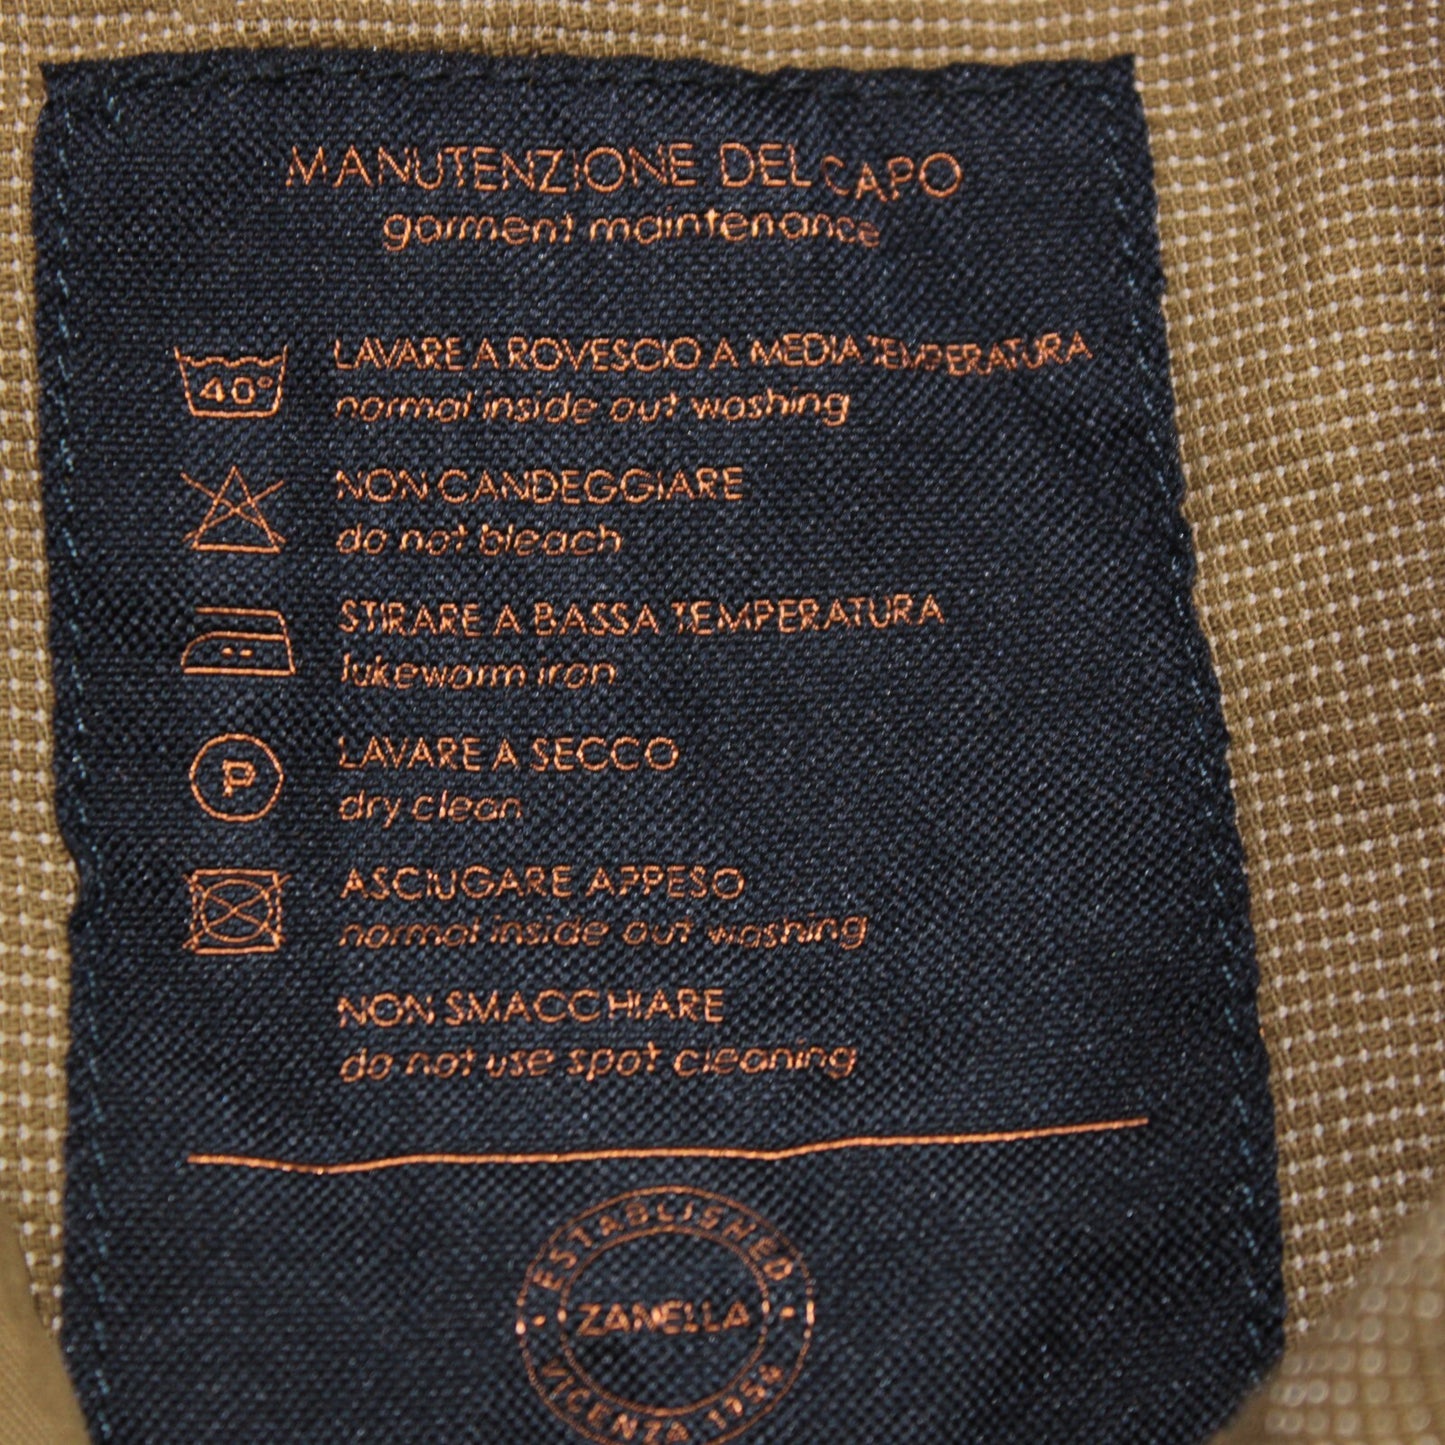 MANUTENZIONE DEL CAPO
garment maintenance
40°
LAVARE A ROVESCIO A MEDIA TEMPERATURA
normal inside out washing
NON CANDEGGIARE
do not bleach
STIRARE A BASSA TEMPERATURA
lukewarm iron
P
LAVARE A SECCO
dry clean
ASCIUGARE APPESO
normal inside out washing
NON SMACCHIARE
do not use spot cleaning
ESTABLISHED
ZANELLA
VICENZA 1954